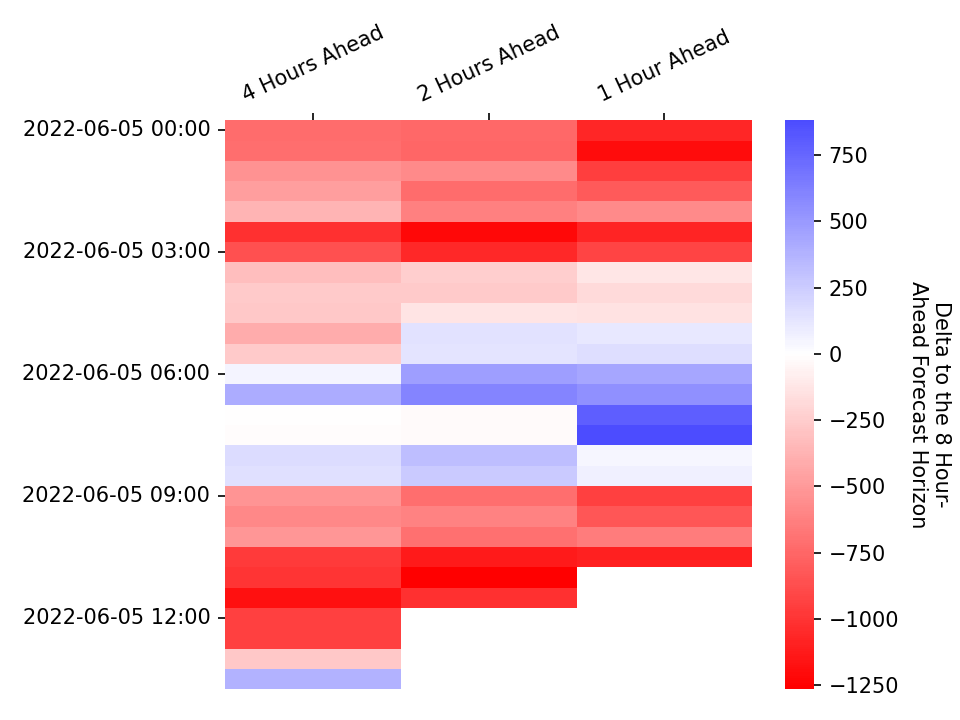 4 Hours Ahead
2 Hours Ahead
1 Hour Ahead
2022-06-05 00:00
2022-06-05 03:00
2022-06-05 06:00
2022-06-05 09:00
2022-06-05 12:00
750
500
250
0
−250
−500
−750
−1000
−1250
Delta to the 8 Hour-
Ahead Forecast Horizon